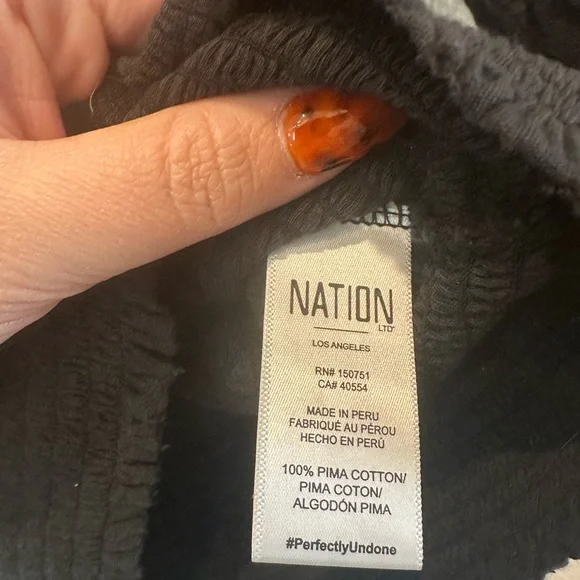 NATION
LTD
LOS ANGELES
RN# 150751
CA# 40554
MADE IN PERU
FABRIQUÉ AU PÉROU
HECHO EN PERÚ
100% PIMA COTTON/
PIMA COTON/
ALGODÓN PIMA
#PerfectlyUndone